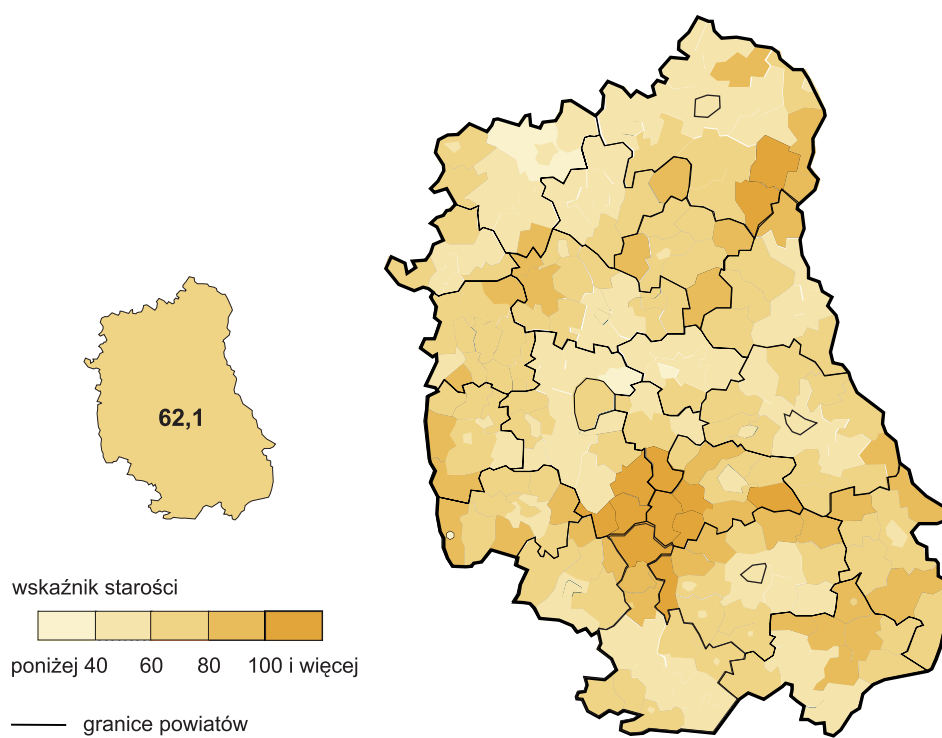 62,1
wskaźnik starości
poniżej 40 60 80 100 i więcej
granice powiatów